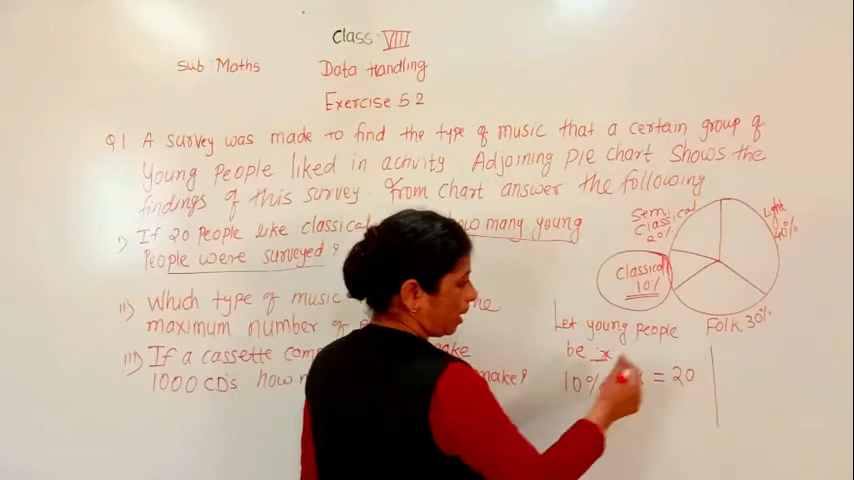 Class VIII
Sub: Maths
Data Handling
Exercise 5.2
Q1 A survey was made to find the type of music that a certain group of
Young People liked in activity. Adjoining Pie chart shows the
findings of this survey. From chart answer the following
i) If 20 People like classical how many young
People were surveyed?
ii) Which type of music
maximum number of
iii) If a cassette make
1000 CD's how make?
Semi
Classical
20%
Light
40%
Classical
10%
Folk 30%
Let young people
be x
10% = 20